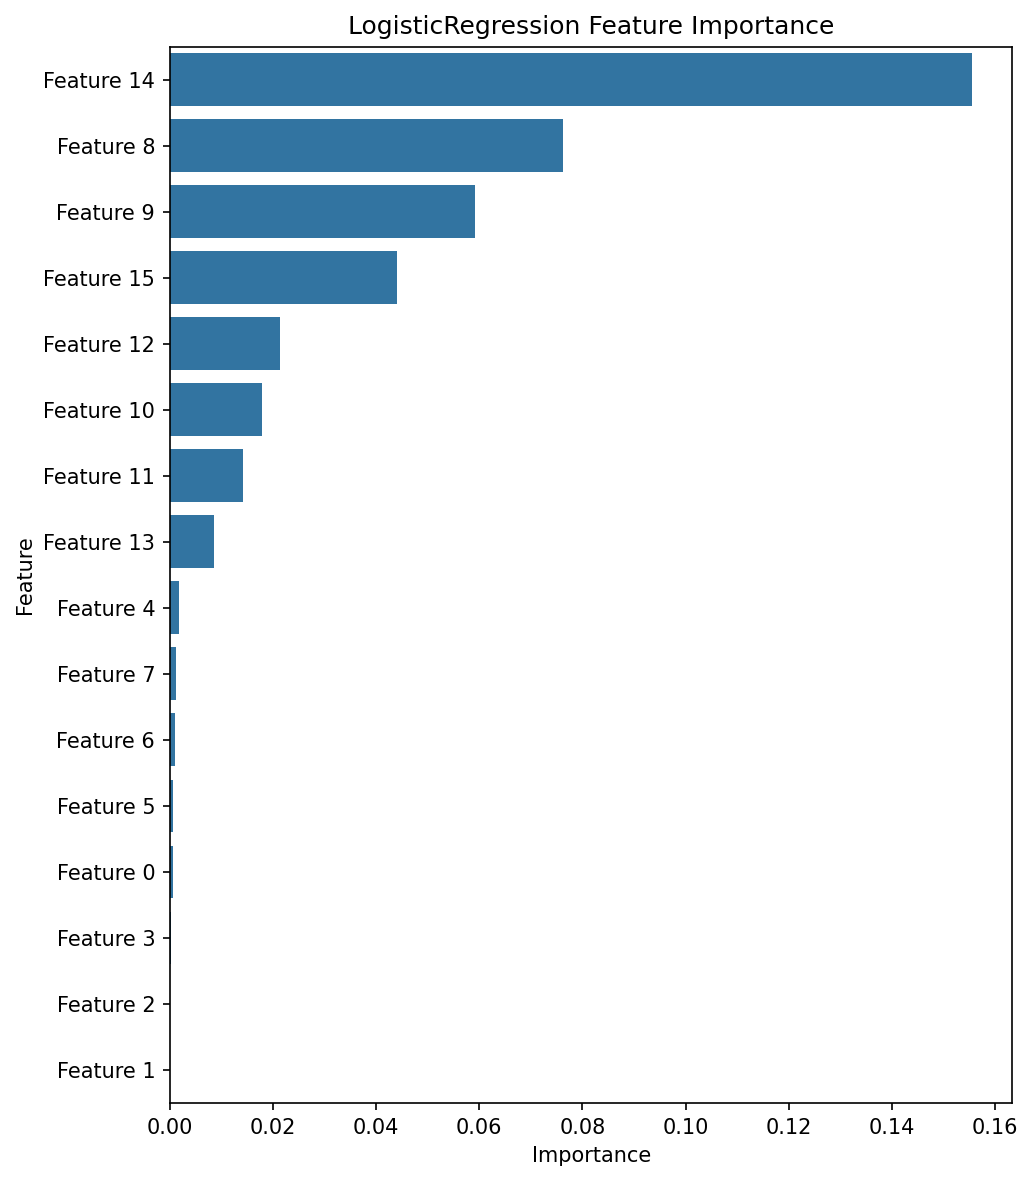 LogisticRegression Feature Importance
Feature
Feature 14
Feature 8
Feature 9
Feature 15
Feature 12
Feature 10
Feature 11
Feature 13
Feature 4
Feature 7
Feature 6
Feature 5
Feature 0
Feature 3
Feature 2
Feature 1
0.00 0.02 0.04 0.06 0.08 0.10 0.12 0.14 0.16
Importance